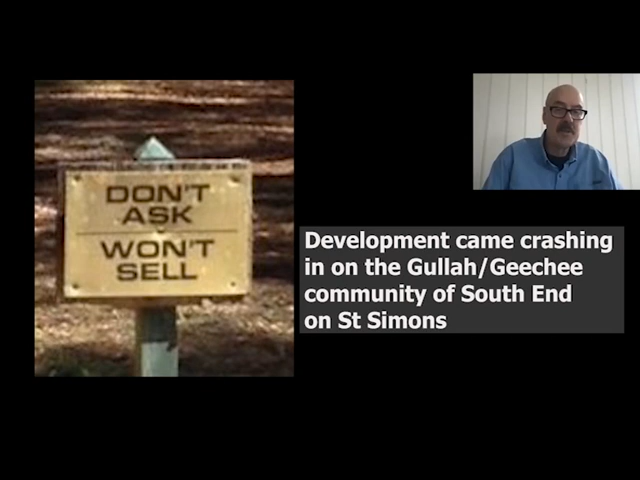 DON'T
ASK
WON'T
SELL
Development came crashing
in on the Gullah/Geechee
community of South End
on St Simons